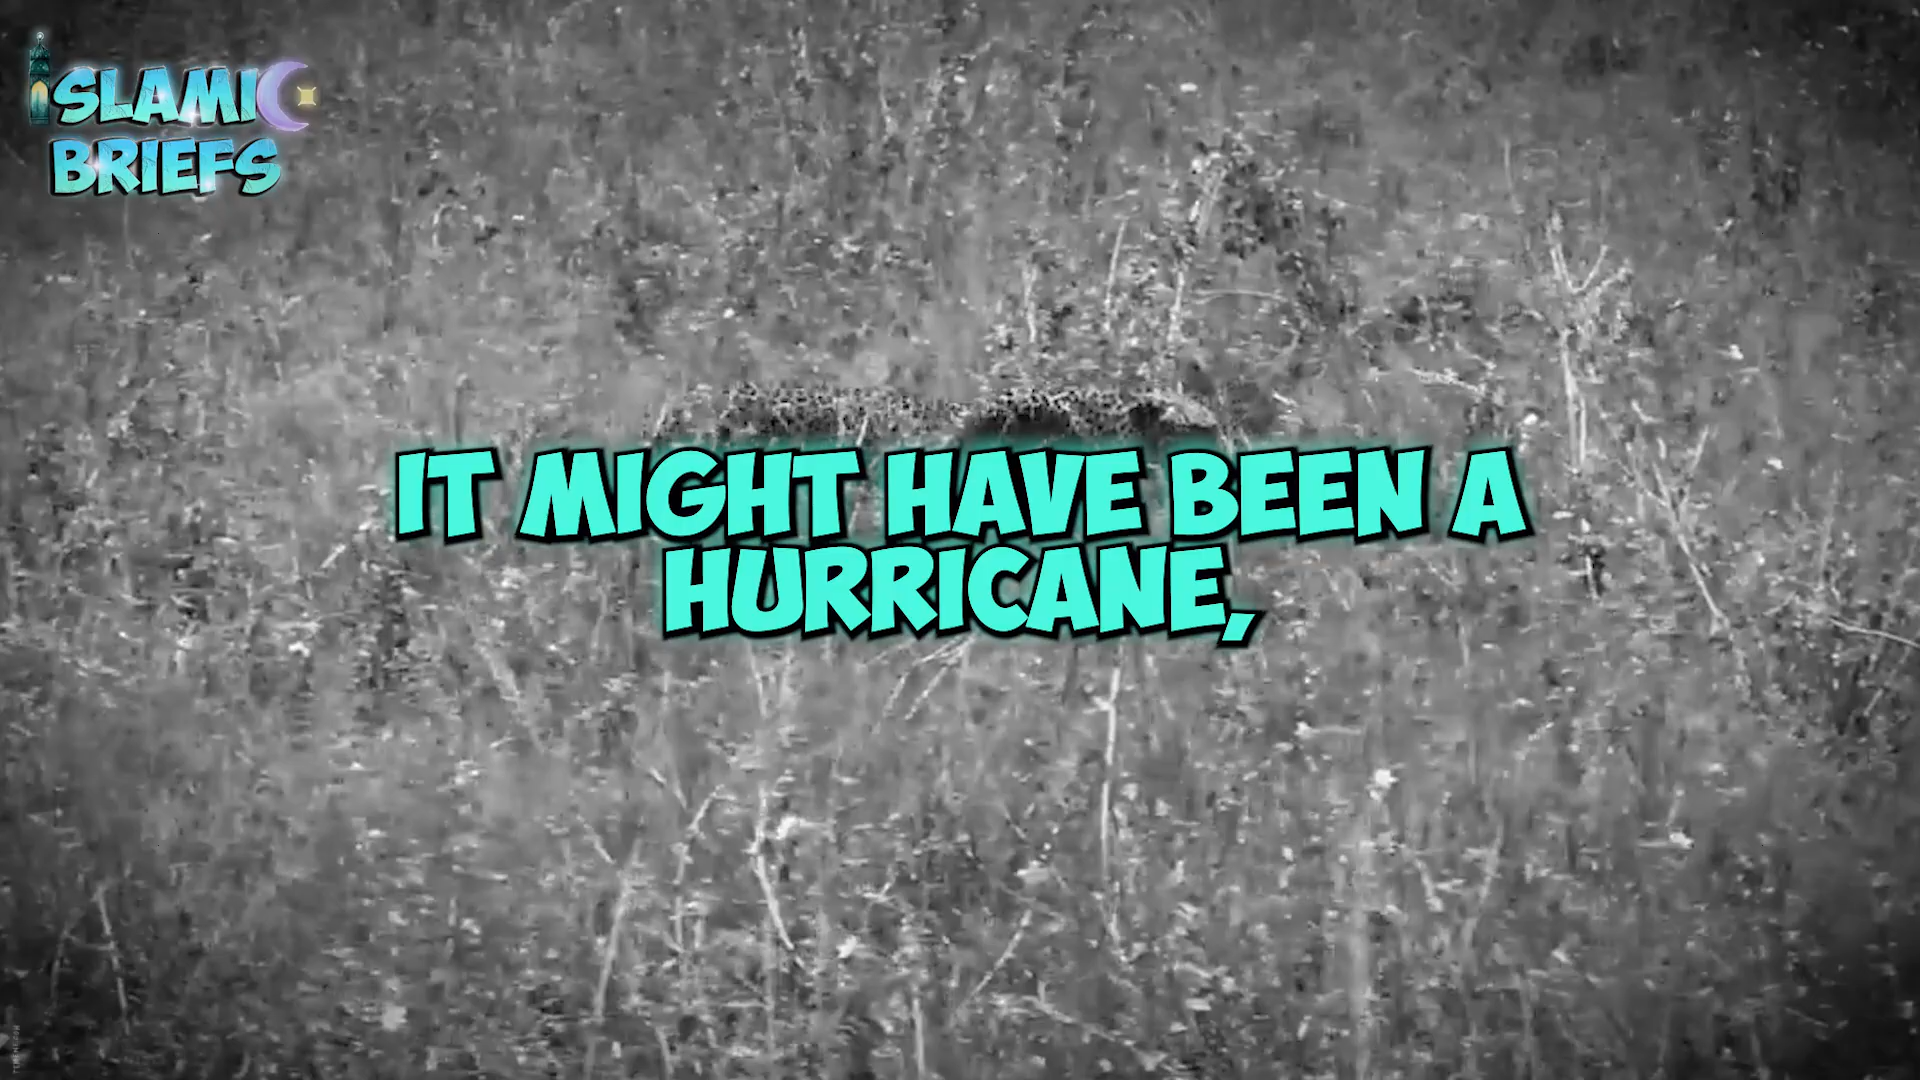 ISLAMIC
BRIEFS
IT MIGHT HAVE BEEN A
HURRICANE,